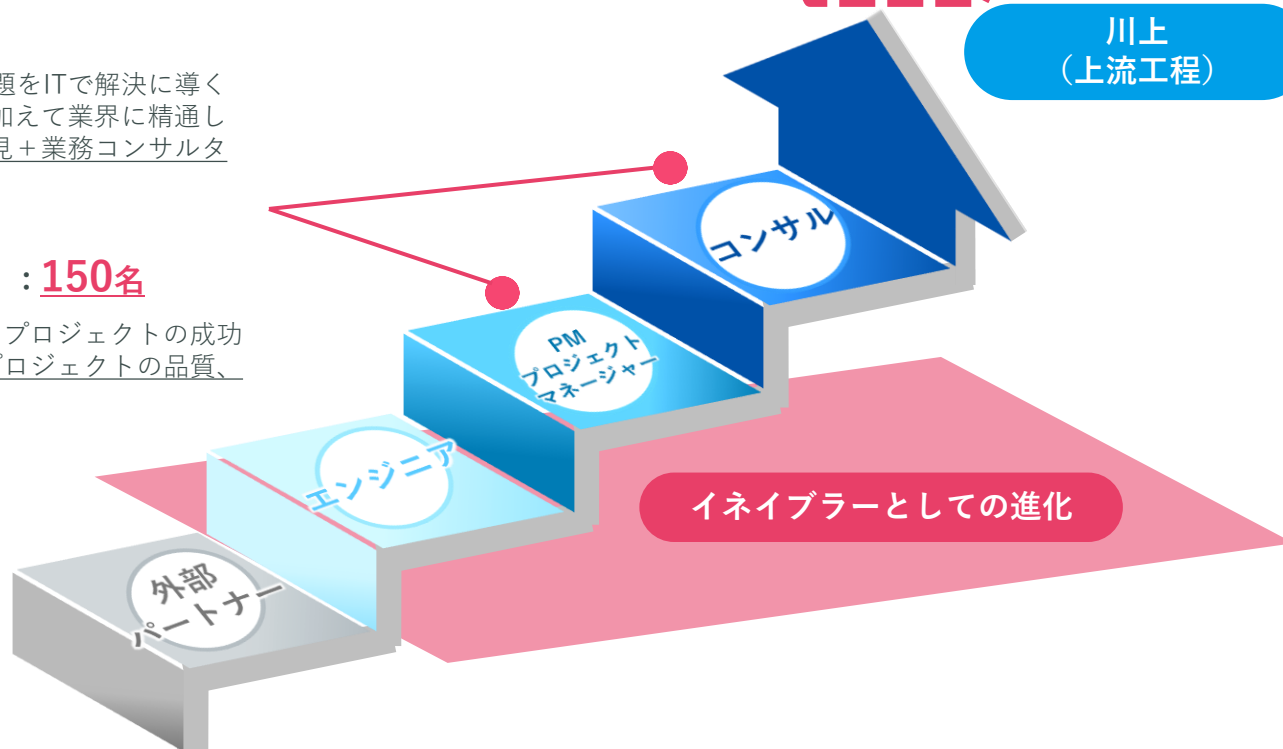 川上
（上流工程）
題をITで解決に導く
加えて業界に精通し
見＋業務コンサルタ
コンサル
：150名
プロジェクトの成功
プロジェクトの品質、
PM
プロジェクト
マネージャー
エンジニア
イネイブラーとしての進化
外部
パートナー